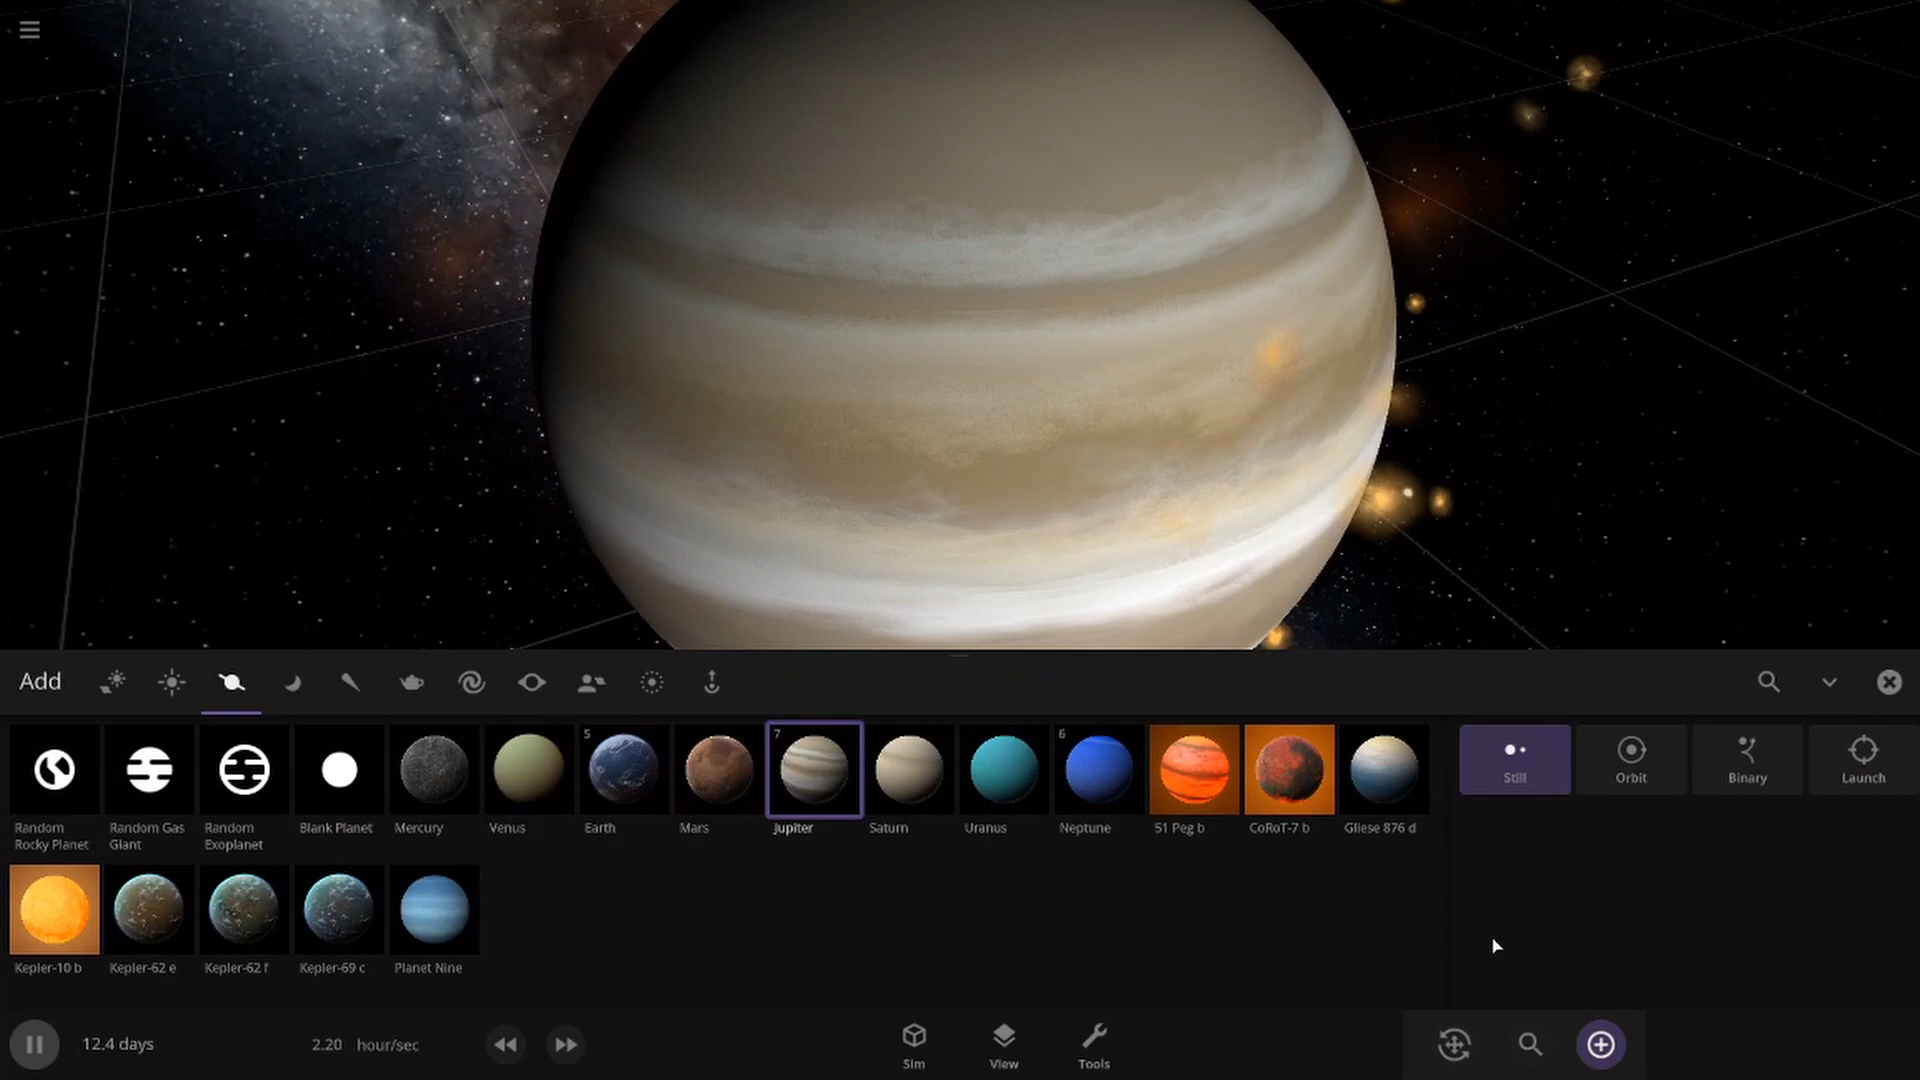 Add
5
7
6
Random
Rocky Planet
Random Gas
Giant
Random
Exoplanet
Blank Planet
Mercury
Venus
Earth
Mars
Jupiter
Saturn
Uranus
Neptune
51 Peg b
CoRoT-7 b
Gliese 876 d
Still
Orbit
Binary
Launch
Kepler-10 b
Kepler-62 e
Kepler-62 f
Kepler-69 c
Planet Nine
12.4 days
2.20 hour/sec
Sim
View
Tools